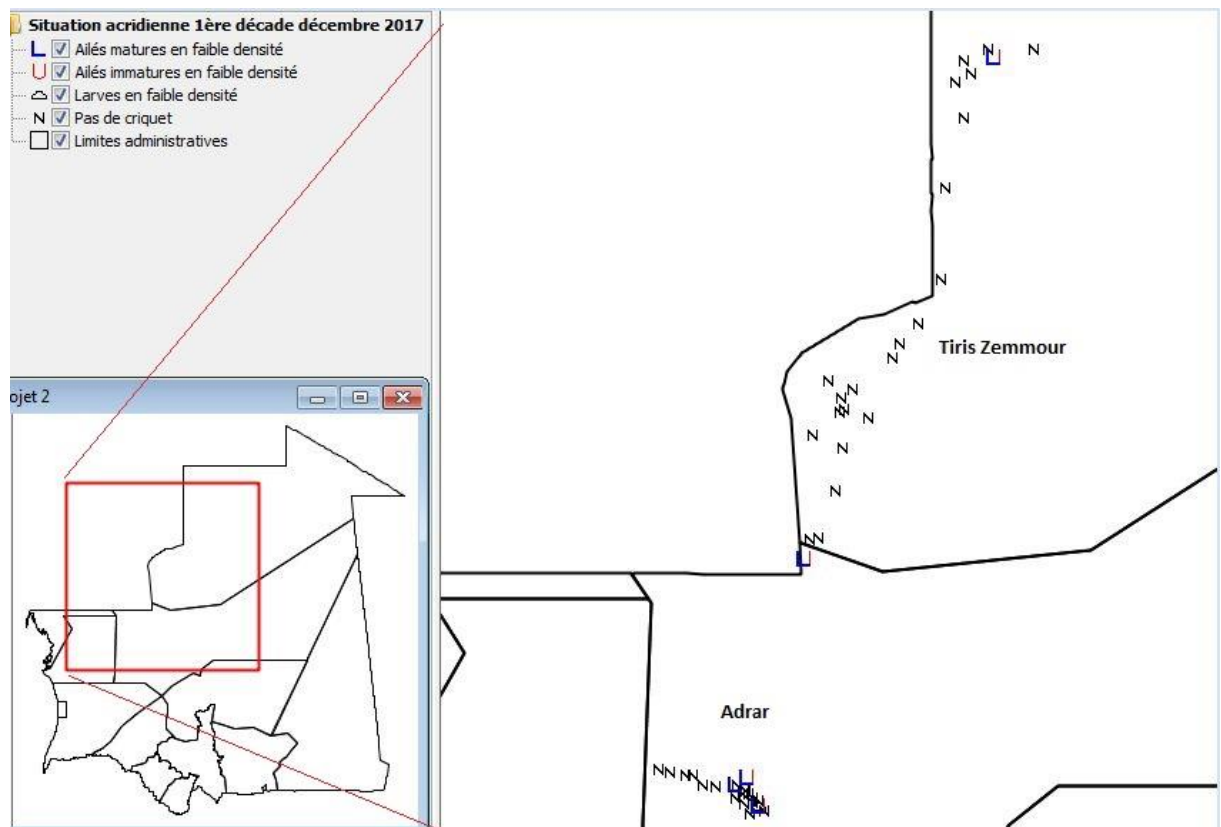 Situation acridienne 1ère décade décembre 2017
Ailés matures en faible densité
Ailés immatures en faible densité
Larves en faible densité
N Pas de criquet
Limites administratives
ojet 2
Tiris Zemmour
Adrar